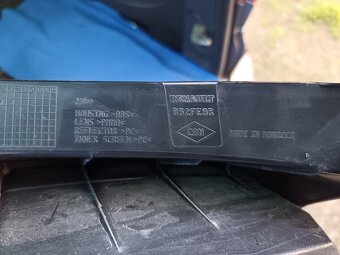 Valeo
HOUSING >ABS<
LENS >PMMA<
REFLECTOR >PC<
INNER SCREEN >PC<
RENAULT
MADE IN MOROCCO